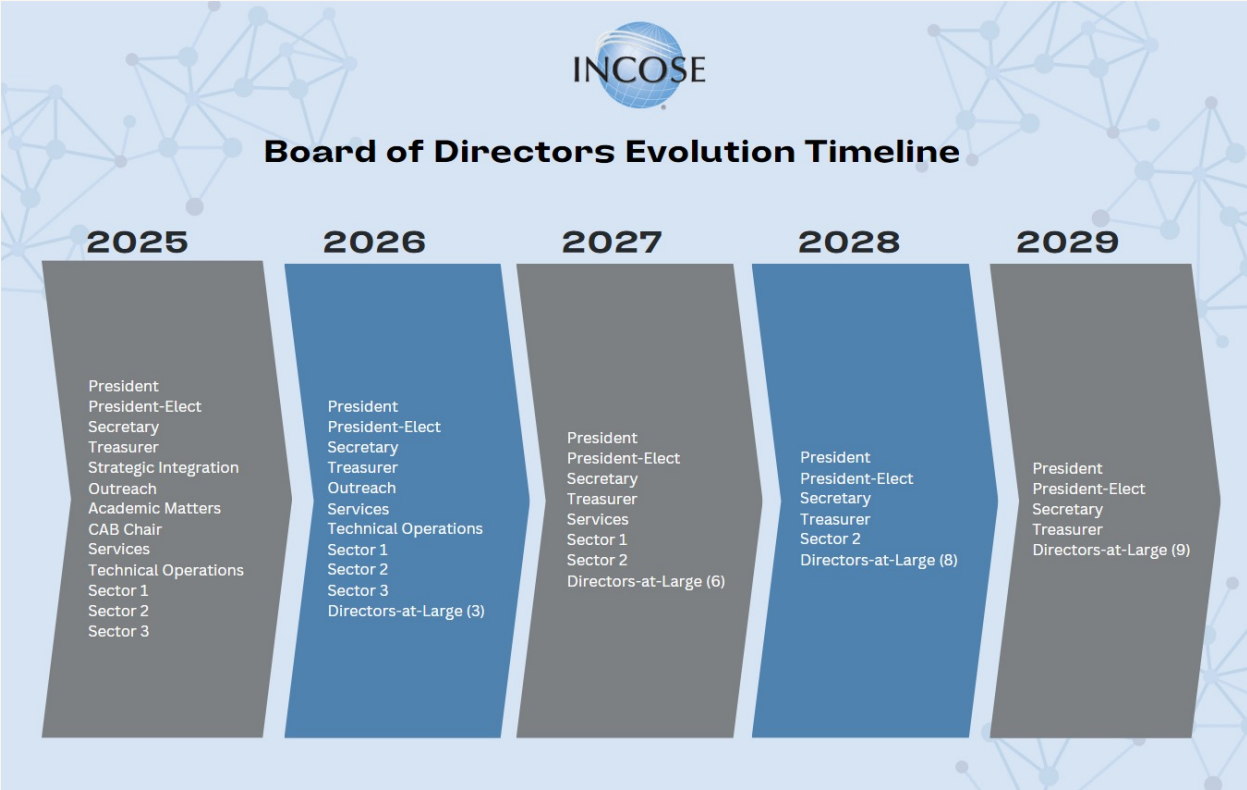 INCOSE
Board of Directors Evolution Timeline
2025
President
President-Elect
Secretary
Treasurer
Strategic Integration
Outreach
Academic Matters
CAB Chair
Services
Technical Operations
Sector 1
Sector 2
Sector 3
2026
President
President-Elect
Secretary
Treasurer
Outreach
Services
Technical Operations
Sector 1
Sector 2
Sector 3
Directors-at-Large (3)
2027
President
President-Elect
Secretary
Treasurer
Services
Sector 1
Sector 2
Directors-at-Large (6)
2028
President
President-Elect
Secretary
Treasurer
Sector 2
Directors-at-Large (8)
2029
President
President-Elect
Secretary
Treasurer
Directors-at-Large (9)